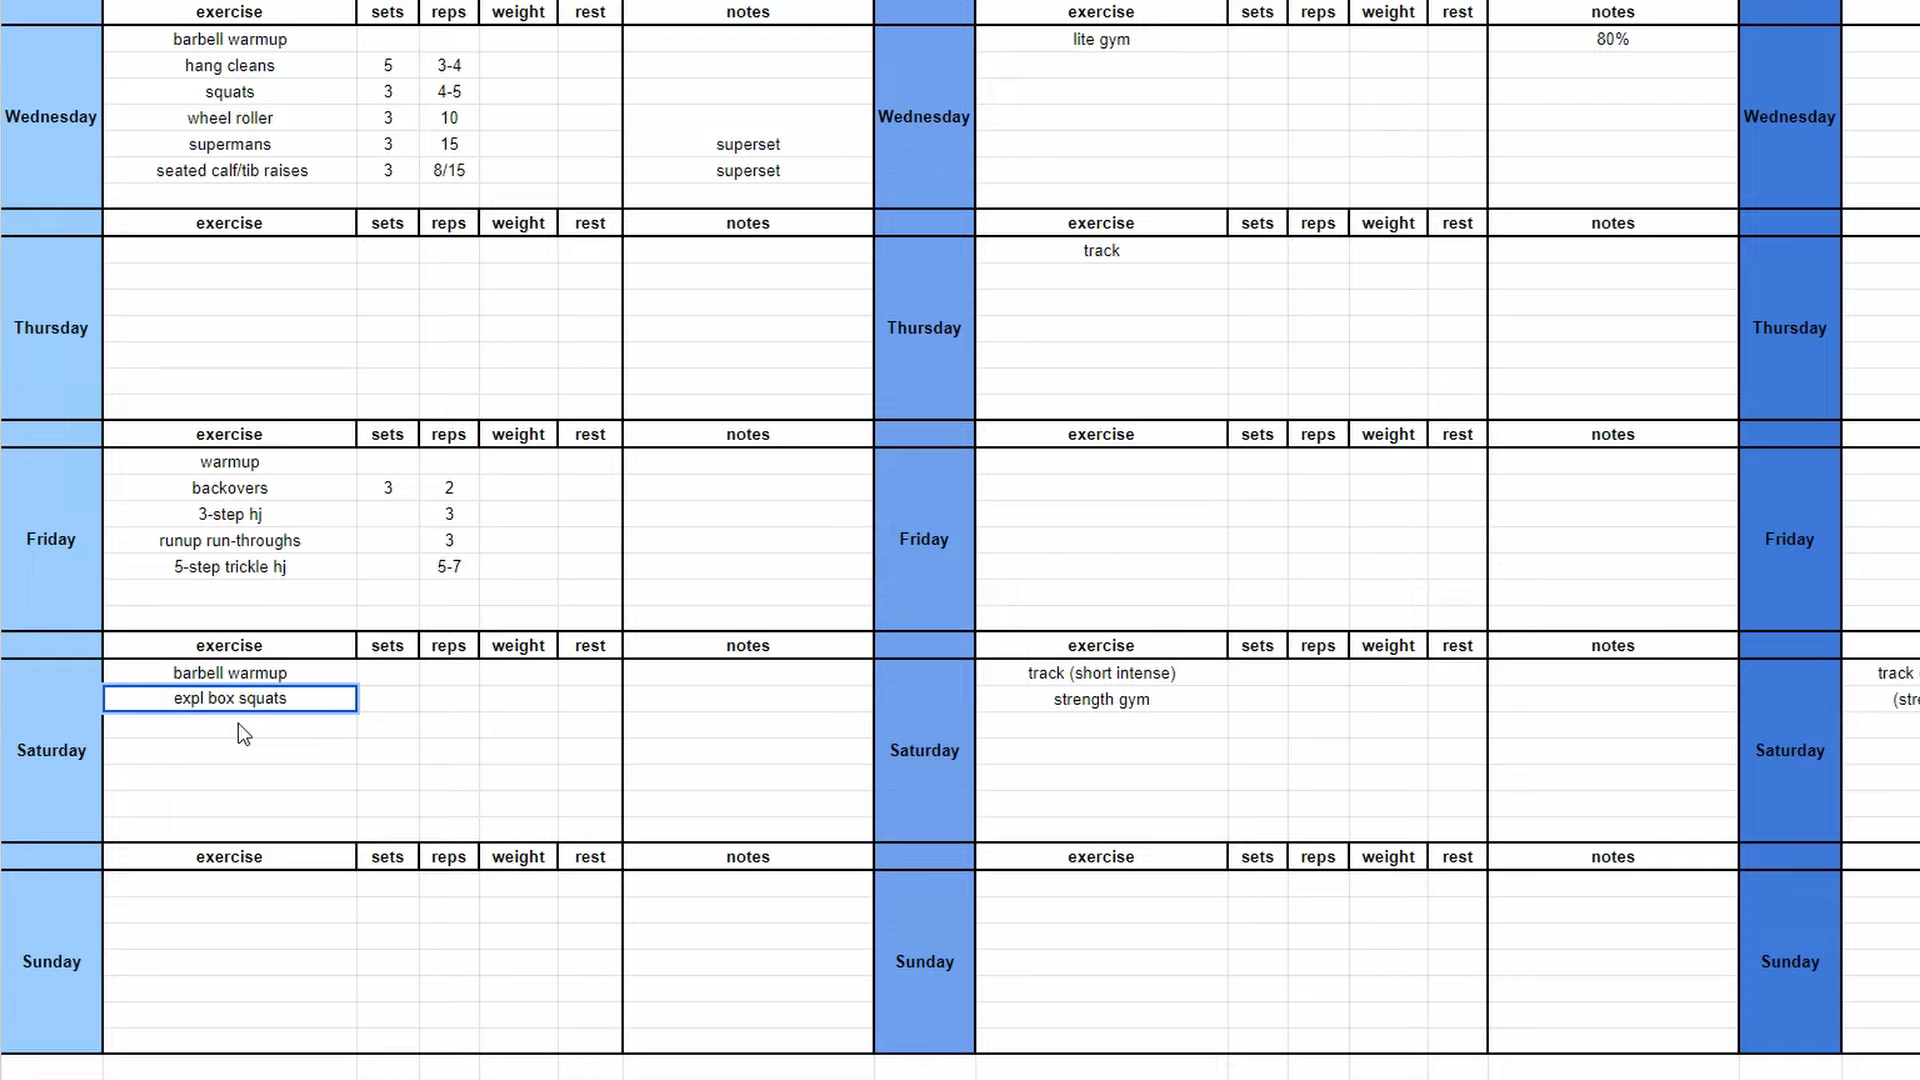 exercise sets reps weight rest notes exercise sets reps weight rest notes
barbell warmup lite gym 80%
hang cleans 5 3-4
squats 3 4-5
Wednesday wheel roller 3 10 Wednesday Wednesday
supermans 3 15 superset
seated calf/tib raises 3 8/15 superset
exercise sets reps weight rest notes exercise sets reps weight rest notes
track
Thursday Thursday Thursday
exercise sets reps weight rest notes exercise sets reps weight rest notes
warmup
backovers 3 2
3-step hj 3
Friday runup run-throughs 3 Friday Friday
5-step trickle hj 5-7
exercise sets reps weight rest notes exercise sets reps weight rest notes
barbell warmup track (short intense) track (
expl box squats strength gym (stre
Saturday Saturday Saturday
exercise sets reps weight rest notes exercise sets reps weight rest notes
Sunday Sunday Sunday